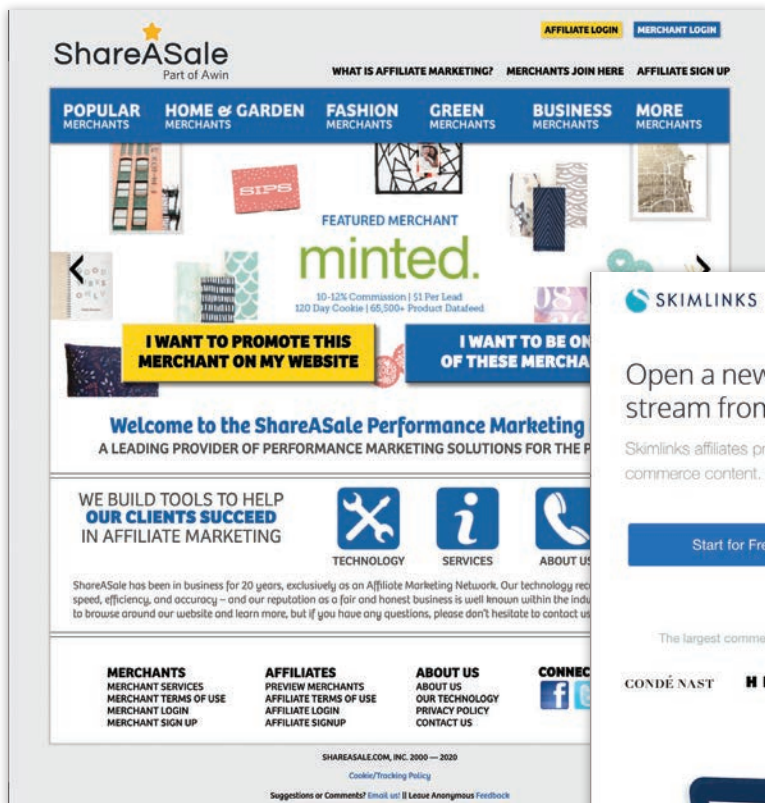 AFFILIATE LOGIN
MERCHANT LOGIN
ShareASale
Part of Awin
WHAT IS AFFILIATE MARKETING?
MERCHANTS JOIN HERE
AFFILIATE SIGN UP
POPULAR
MERCHANTS
HOME & GARDEN
MERCHANTS
FASHION
MERCHANTS
GREEN
MERCHANTS
BUSINESS
MERCHANTS
MORE
MERCHANTS
SIPS
FEATURED MERCHANT
minted.
10-12% Commission | $1 Per Lead
120 Day Cookie | 65,500+ Product Datafeed
I WANT TO PROMOTE THIS
MERCHANT ON MY WEBSITE
I WANT TO BE ON
OF THESE MERCHA
Welcome to the ShareASale Performance Marketing
A LEADING PROVIDER OF PERFORMANCE MARKETING SOLUTIONS FOR THE P
WE BUILD TOOLS TO HELP
OUR CLIENTS SUCCEED
IN AFFILIATE MARKETING
TECHNOLOGY
SERVICES
ABOUT US
ShareASale has been in business for 20 years, exclusively as an Affiliate Marketing Network. Our technology rec
speed, efficiency, and accuracy – and our reputation as a fair and honest business is well known within the indu
to browse around our website and learn more, but if you have any questions, please don't hesitate to contact us
MERCHANTS
MERCHANT SERVICES
MERCHANT TERMS OF USE
MERCHANT LOGIN
MERCHANT SIGN UP
AFFILIATES
PREVIEW MERCHANTS
AFFILIATE TERMS OF USE
AFFILIATE LOGIN
AFFILIATE SIGNUP
ABOUT US
ABOUT US
OUR TECHNOLOGY
PRIVACY POLICY
CONTACT US
CONNEC
SHAREASALE.COM, INC. 2000 — 2020
Cookie/Tracking Policy
Suggestions or Comments? Email us! || Leave Anonymous Feedback
SKIMLINKS
Open a new
stream from
Skimlinks affiliates pr
commerce content.
Start for Fre
The largest comme
CONDÉ NAST